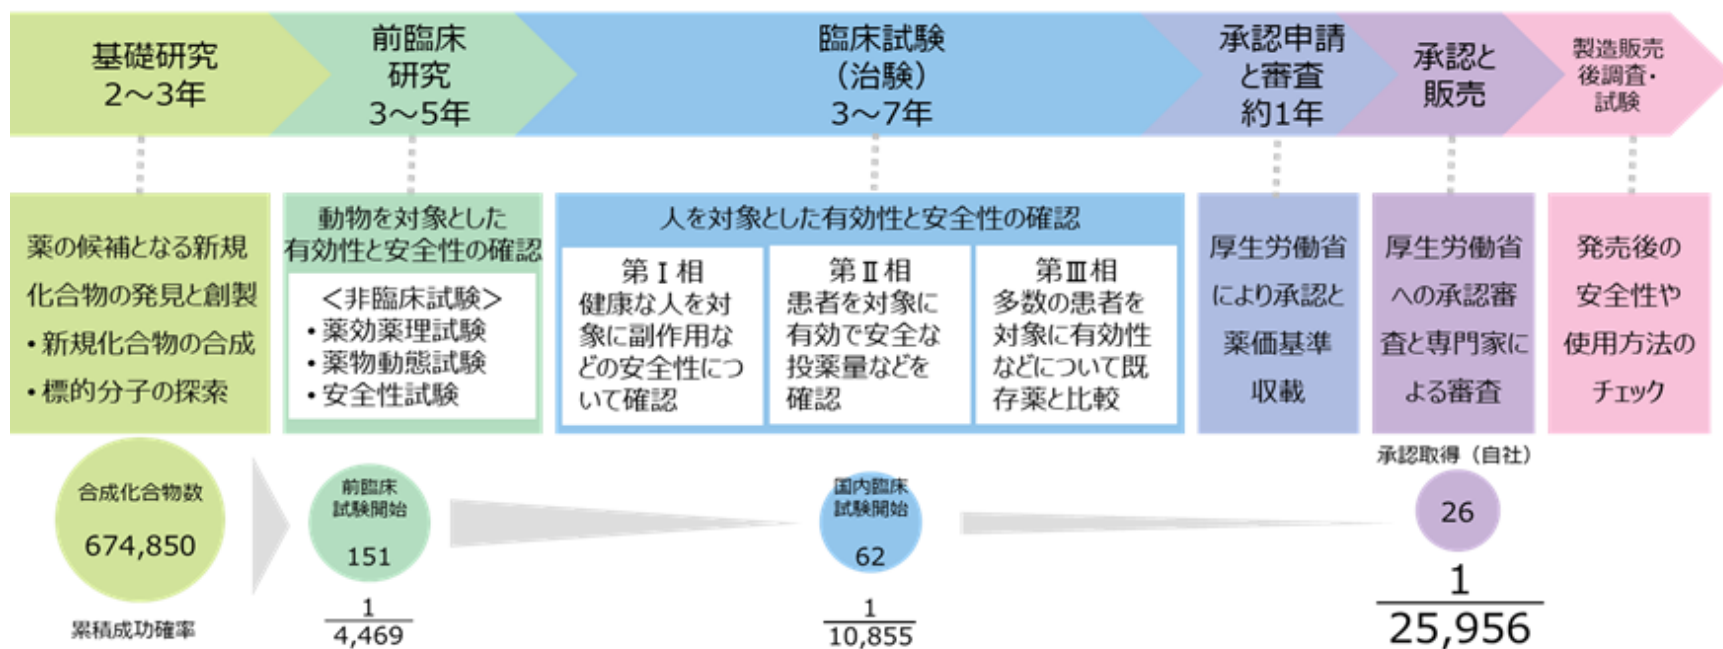 基礎研究
2～3年
前臨床
研究
3～5年
臨床試験
（治験）
3～7年
承認申請
と審査
約1年
承認と
販売
製造販売
後調査・
試験
薬の候補となる新規
化合物の発見と創製
・新規化合物の合成
・標的分子の探索
動物を対象とした
有効性と安全性の確認
＜非臨床試験＞
・薬効薬理試験
・薬物動態試験
・安全性試験
人を対象とした有効性と安全性の確認
第Ⅰ相
健康な人を対
象に副作用な
どの安全性につ
いて確認
第Ⅱ相
患者を対象に
有効で安全な
投薬量などを
確認
第Ⅲ相
多数の患者を
対象に有効性
などについて既
存薬と比較
厚生労働省
により承認と
薬価基準
収載
厚生労働省
への承認審
査と専門家に
よる審査
発売後の
安全性や
使用方法の
チェック
合成化合物数
674,850
前臨床
試験開始
151
国内臨床
試験開始
62
承認取得（自社）
26
累積成功確率
1
4,469
1
10,855
1
25,956